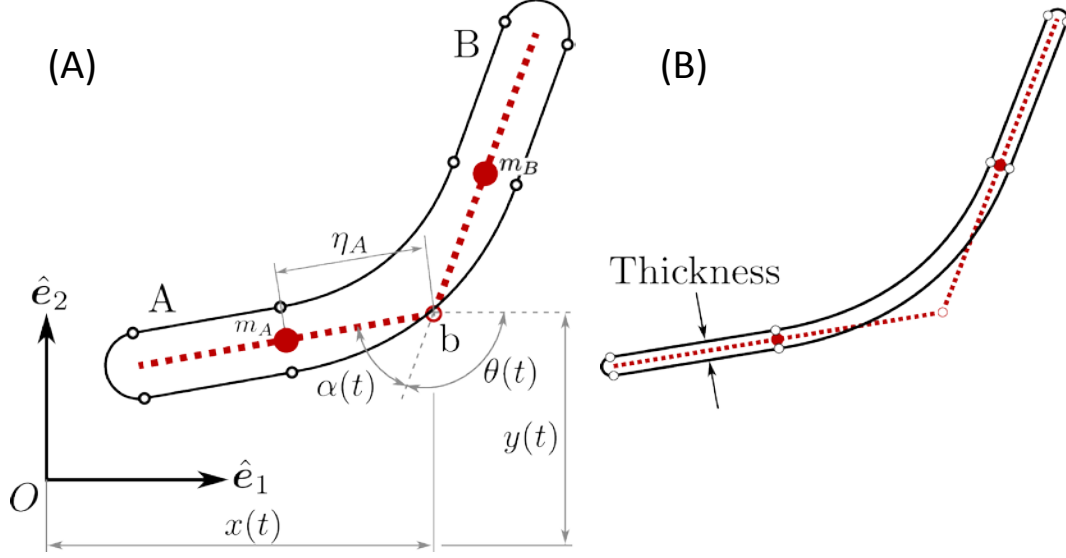 (A)
B
(B)
m_B
η_A
Thickness
A
ê_2
m_A
b
α(t)
θ(t)
y(t)
ê_1
O
x(t)